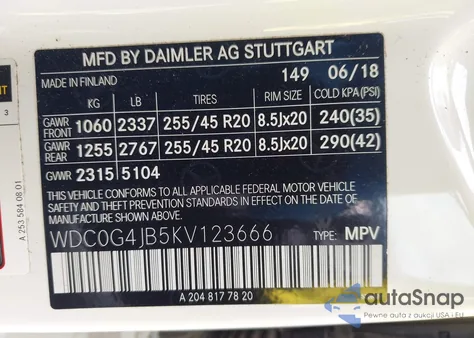 MFD BY DAIMLER AG STUTTGART
MADE IN FINLAND 149 06/18
KG LB TIRES RIM SIZE COLD KPA(PSI)
GAWR FRONT 1060 2337 255/45 R20 8.5Jx20 240(35)
GAWR REAR 1255 2767 255/45 R20 8.5Jx20 290(42)
GVWR 2315 5104
THIS VEHICLE CONFORMS TO ALL APPLICABLE FEDERAL MOTOR VEHICLE
SAFETY AND THEFT PREVENTION STANDARDS IN EFFECT ON THE DATE OF
MANUFACTURE SHOWN ABOVE.
WDC0G4JB5KV123666 TYPE: MPV
A 204 817 78 20
A 253 584 08 01
3
autoSnap
Pewne auta z aukcji USA i EU